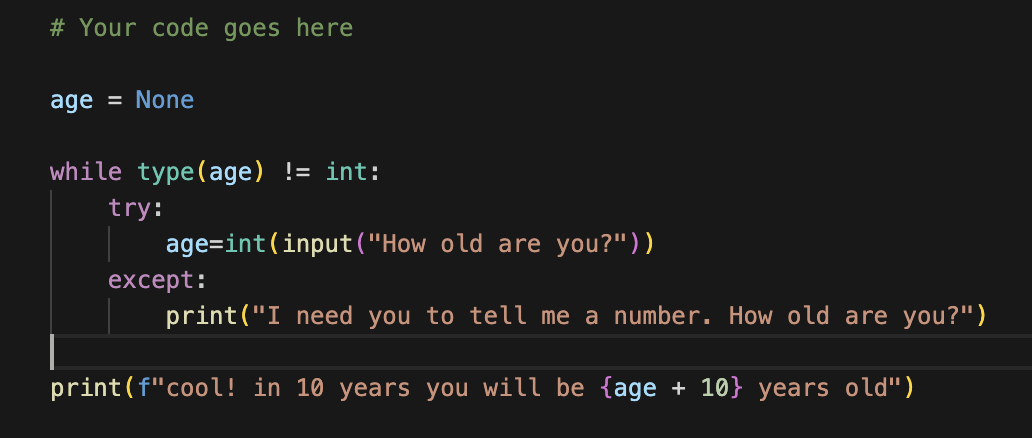 # Your code goes here
age = None
while type(age) != int:
try:
age=int(input("How old are you?"))
except:
print("I need you to tell me a number. How old are you?")
print(f"cool! in 10 years you will be {age + 10} years old")